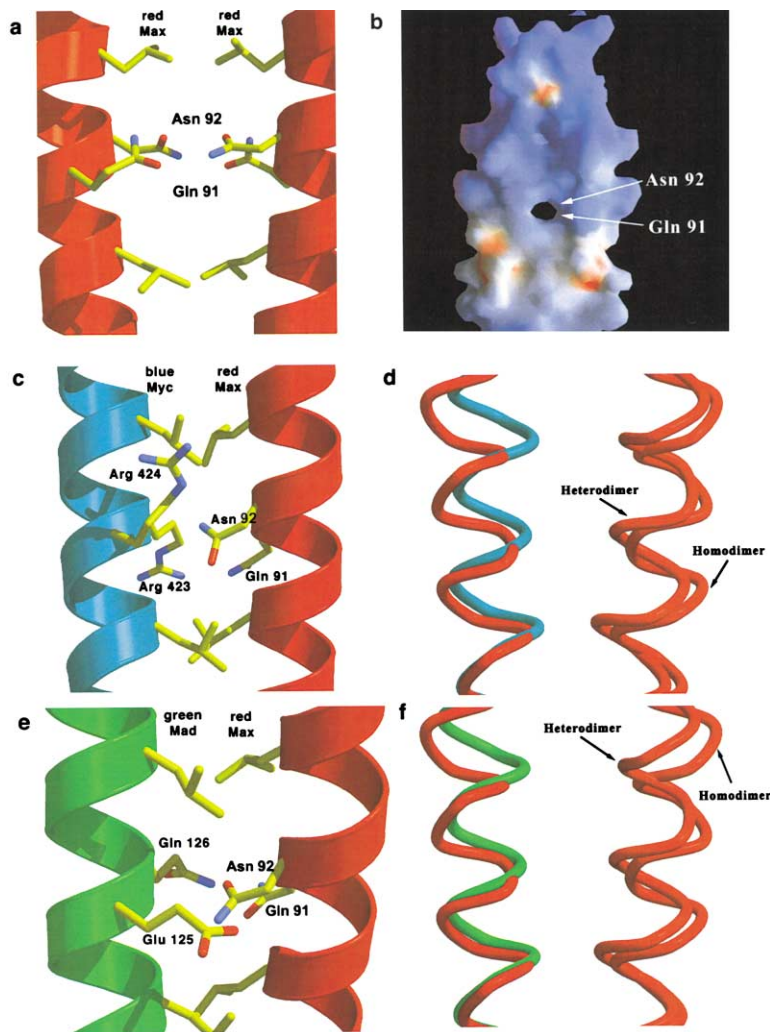 a
red
Max
red
Max
Asn 92
Gln 91
b
Asn 92
Gln 91
c
blue
Myc
red
Max
Arg 424
Asn 92
Arg 423
Gln 91
d
Heterodimer
Homodimer
e
green
Mad
red
Max
Gln 126
Asn 92
Gln 91
Glu 125
f
Heterodimer
Homodimer